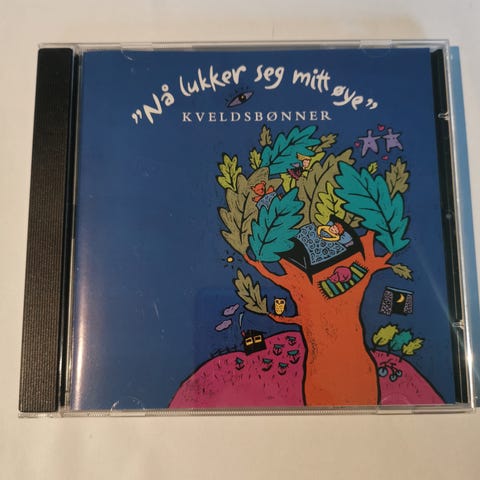 "Nå lukker seg mitt øye"
KVELDSBØNNER